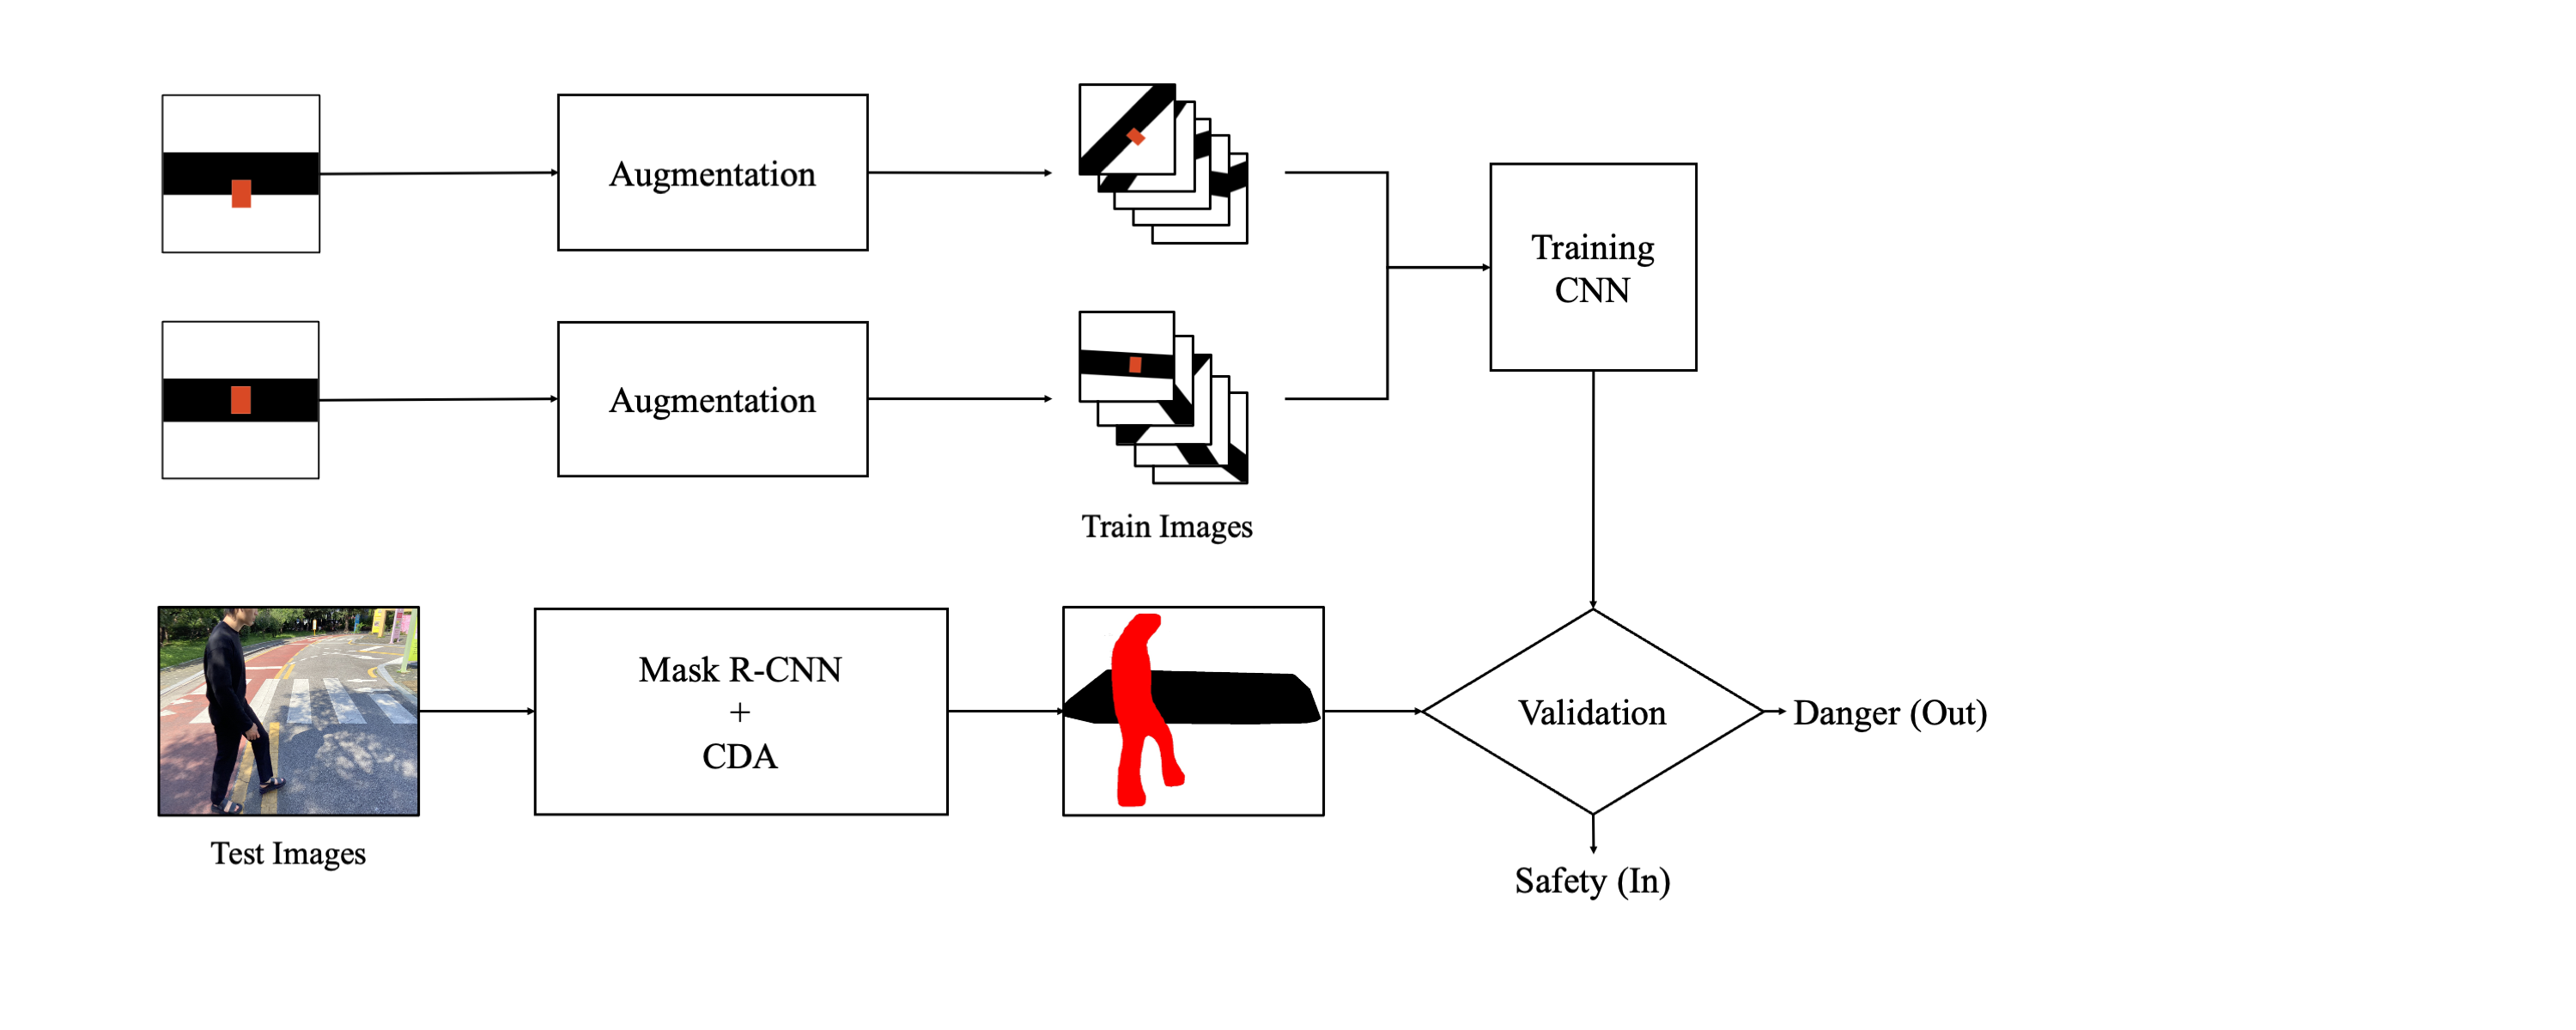 Augmentation
Training
CNN
Augmentation
Train Images
Mask R-CNN
+
CDA
Validation
Danger (Out)
Test Images
Safety (In)